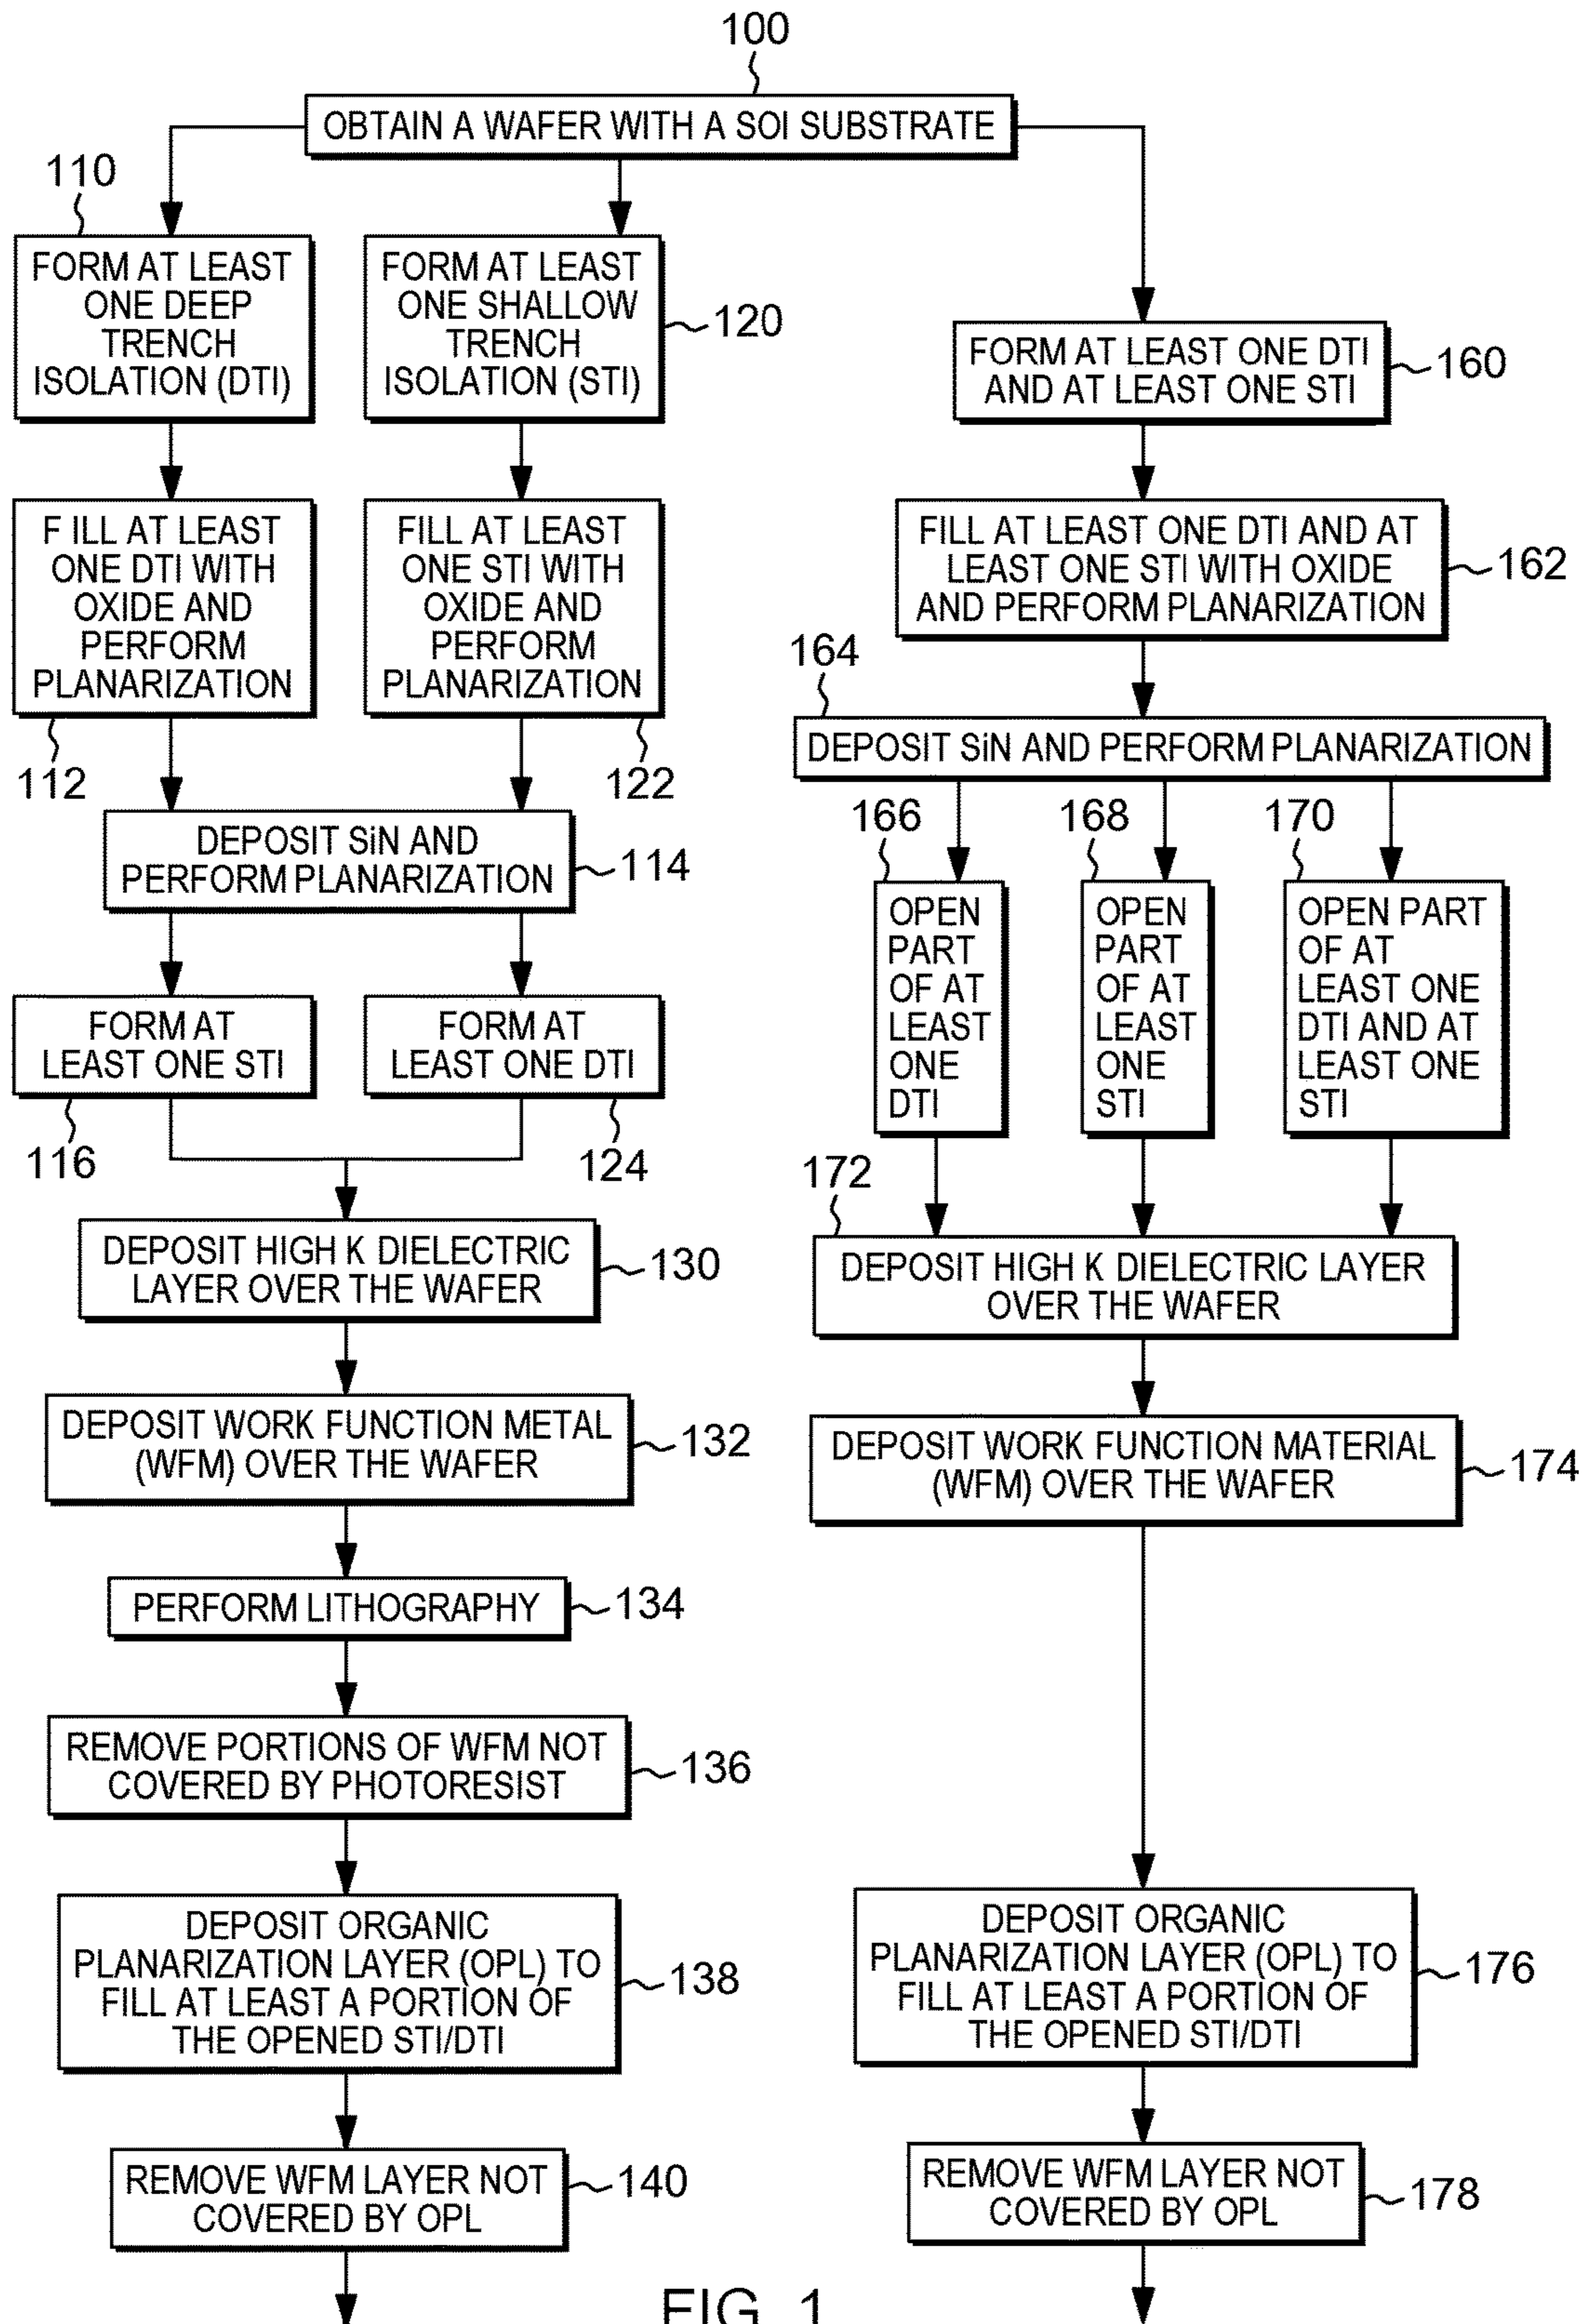 100
OBTAIN A WAFER WITH A SOI SUBSTRATE
110
FORM AT LEAST
ONE DEEP
TRENCH
ISOLATION (DTI)
FORM AT LEAST
ONE SHALLOW
TRENCH
ISOLATION (STI)
120
F ILL AT LEAST
ONE DTI WITH
OXIDE AND
PERFORM
PLANARIZATION
112
FILL AT LEAST
ONE STI WITH
OXIDE AND
PERFORM
PLANARIZATION
122
DEPOSIT SiN AND
PERFORM PLANARIZATION
114
FORM AT
LEAST ONE STI
116
FORM AT
LEAST ONE DTI
124
DEPOSIT HIGH K DIELECTRIC
LAYER OVER THE WAFER
130
DEPOSIT WORK FUNCTION METAL
(WFM) OVER THE WAFER
132
PERFORM LITHOGRAPHY
134
REMOVE PORTIONS OF WFM NOT
COVERED BY PHOTORESIST
136
DEPOSIT ORGANIC
PLANARIZATION LAYER (OPL) TO
FILL AT LEAST A PORTION OF
THE OPENED STI/DTI
138
REMOVE WFM LAYER NOT
COVERED BY OPL
140
FORM AT LEAST ONE DTI
AND AT LEAST ONE STI
160
FILL AT LEAST ONE DTI AND AT
LEAST ONE STI WITH OXIDE
AND PERFORM PLANARIZATION
162
164
DEPOSIT SiN AND PERFORM PLANARIZATION
166
OPEN
PART
OF AT
LEAST
ONE
DTI
168
OPEN
PART
OF AT
LEAST
ONE
STI
170
OPEN PART
OF AT
LEAST ONE
DTI AND AT
LEAST ONE
STI
172
DEPOSIT HIGH K DIELECTRIC LAYER
OVER THE WAFER
DEPOSIT WORK FUNCTION MATERIAL
(WFM) OVER THE WAFER
174
DEPOSIT ORGANIC
PLANARIZATION LAYER (OPL) TO
FILL AT LEAST A PORTION OF
THE OPENED STI/DTI
176
REMOVE WFM LAYER NOT
COVERED BY OPL
178
FIG. 1